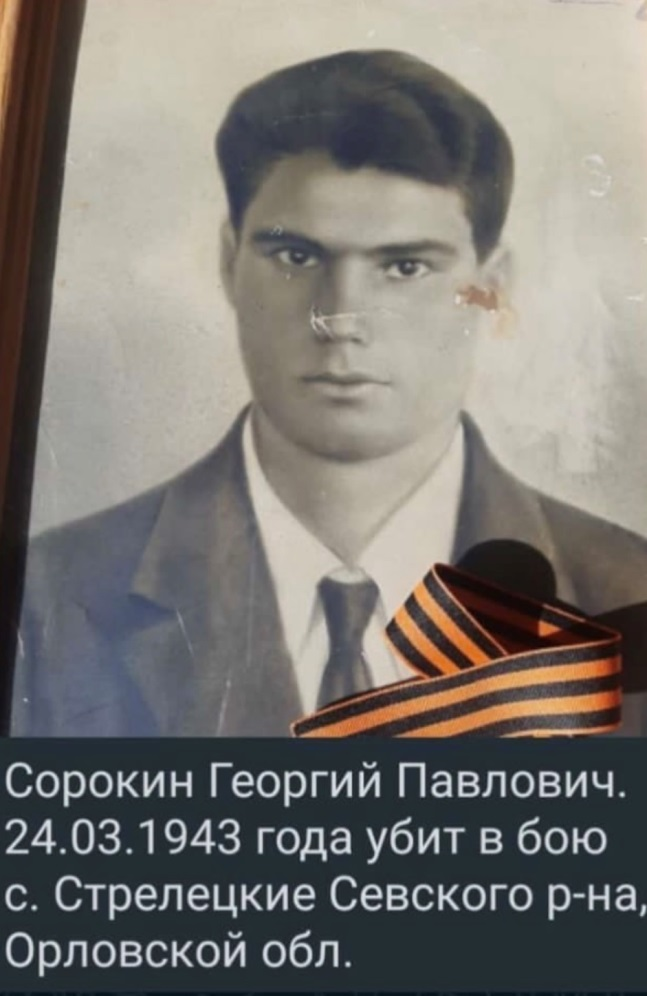 Сорокин Георгий Павлович.
24.03.1943 года убит в бою
с. Стрелецкие Севского р-на,
Орловской обл.